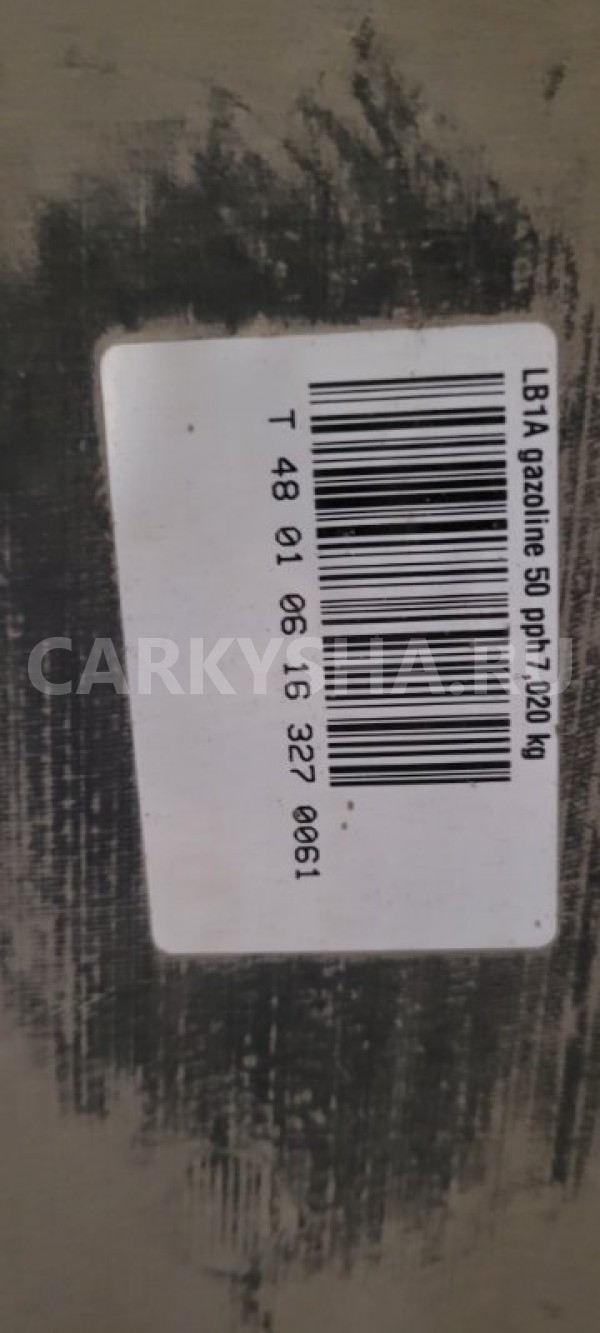 LB1A gazoline 50 pph7,020 kg
T 48 01 06 16 327 0061
CARKYSHA.RU